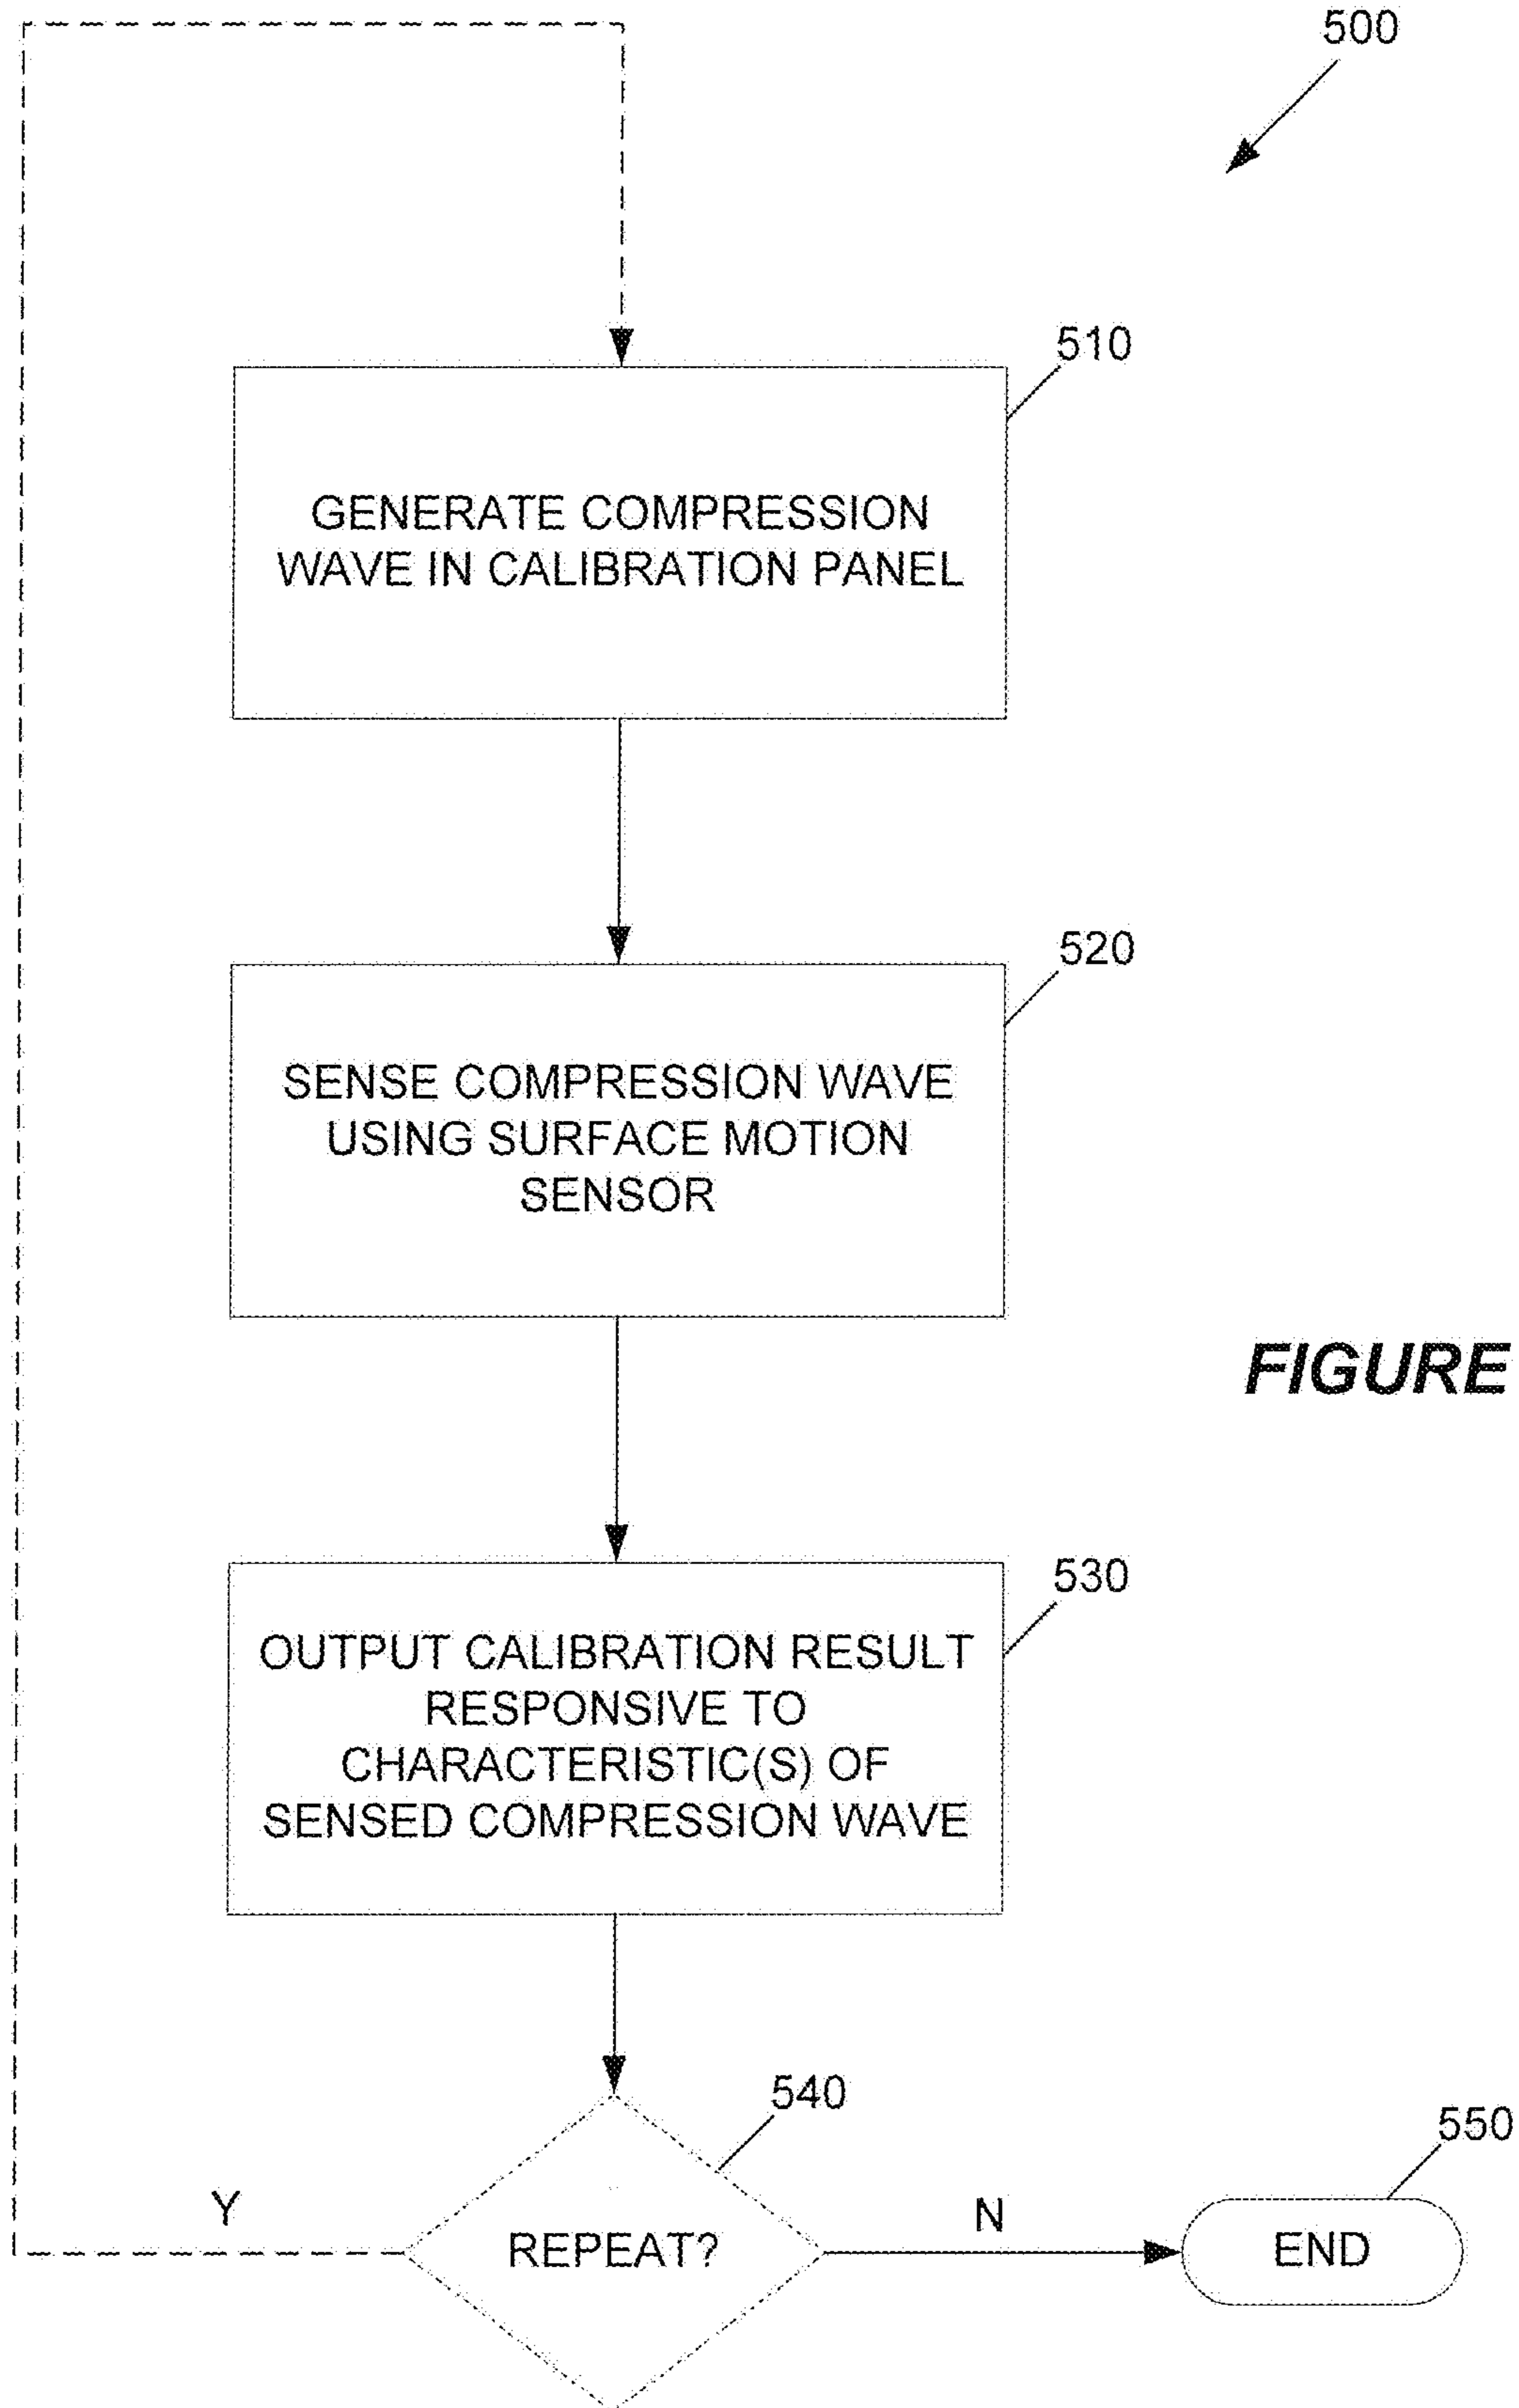 500
510
GENERATE COMPRESSION
WAVE IN CALIBRATION PANEL
520
SENSE COMPRESSION WAVE
USING SURFACE MOTION
SENSOR
FIGURE
530
OUTPUT CALIBRATION RESULT
RESPONSIVE TO
CHARACTERISTIC(S) OF
SENSED COMPRESSION WAVE
540
550
Y
N
REPEAT?
END